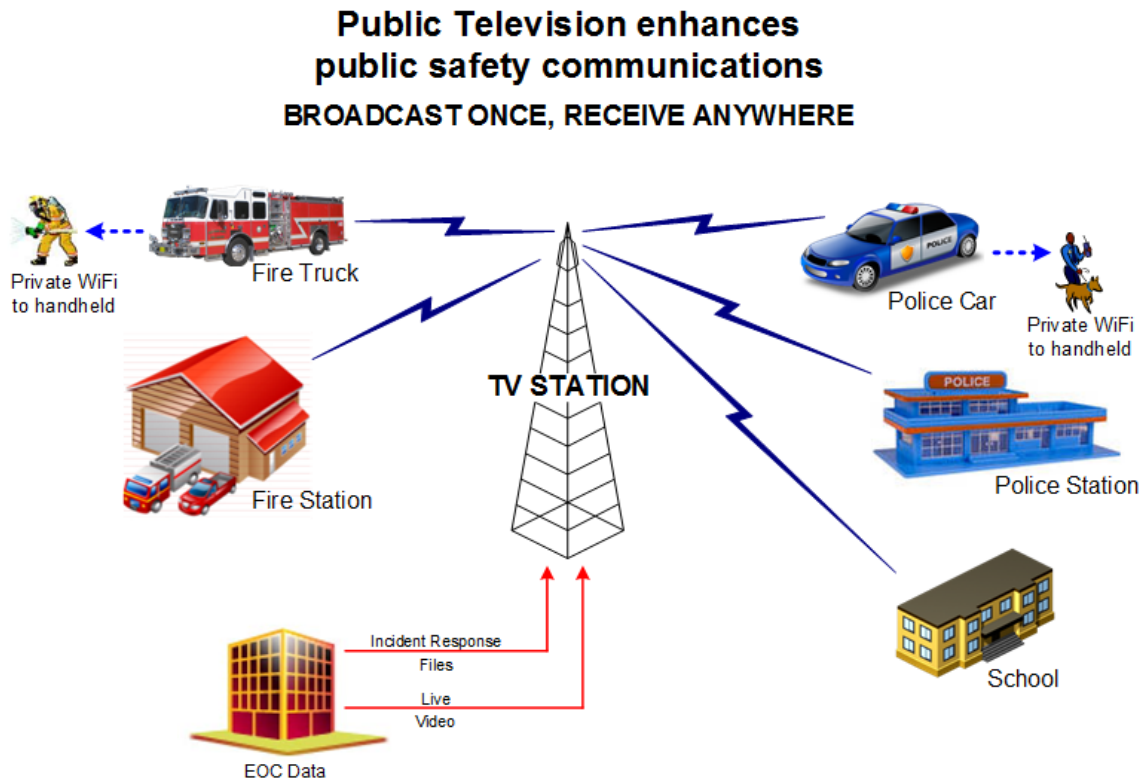 Public Television enhances
public safety communications
BROADCAST ONCE, RECEIVE ANYWHERE
Fire Truck
Private WiFi
to handheld
POLICE
Police Car
Private WiFi
to handheld
TV STATION
POLICE
Fire Station
Police Station
Incident Response
Files
Live
Video
School
EOC Data